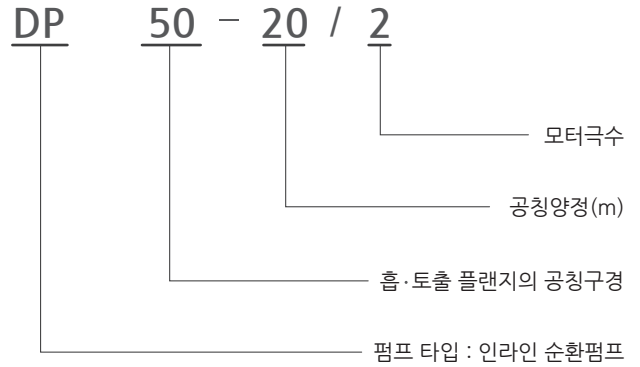 DP 50 – 20 / 2
모터극수
공칭양정(m)
흡·토출 플랜지의 공칭구경
펌프 타입 : 인라인 순환펌프